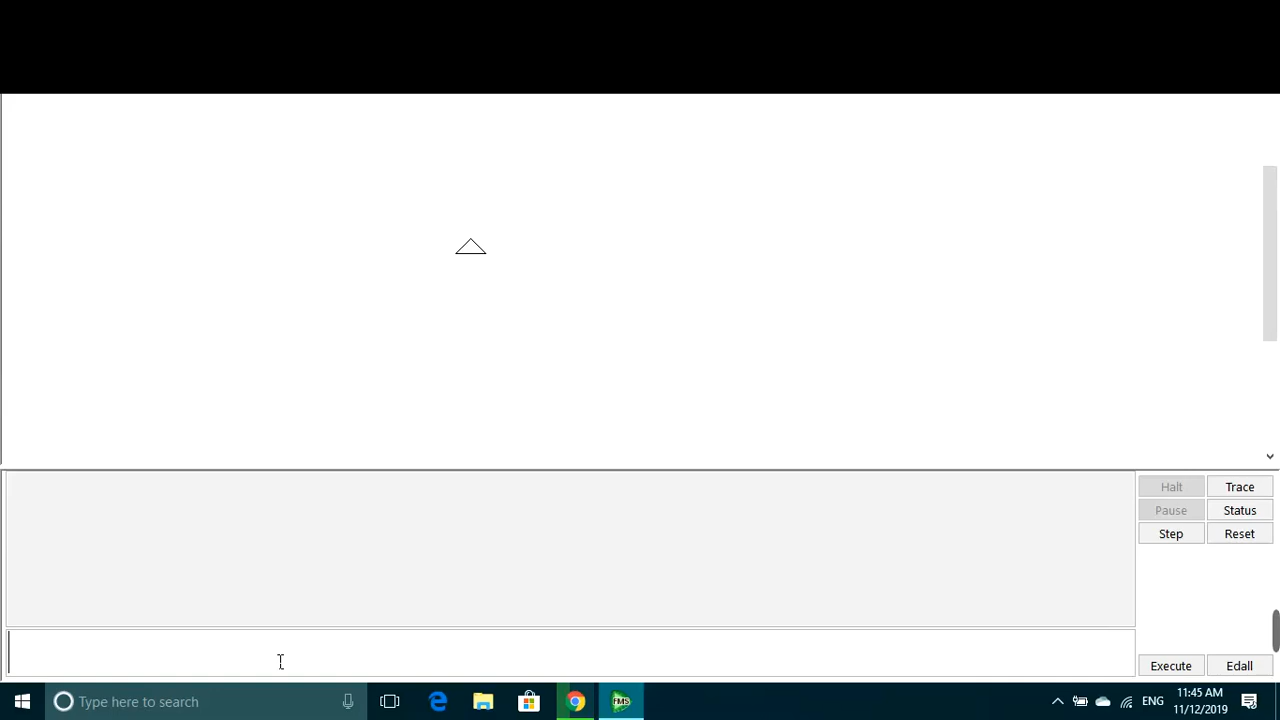 Halt Trace
Pause Status
Step Reset
Execute Edall
Type here to search
FMS
ENG
11:45 AM
11/12/2019